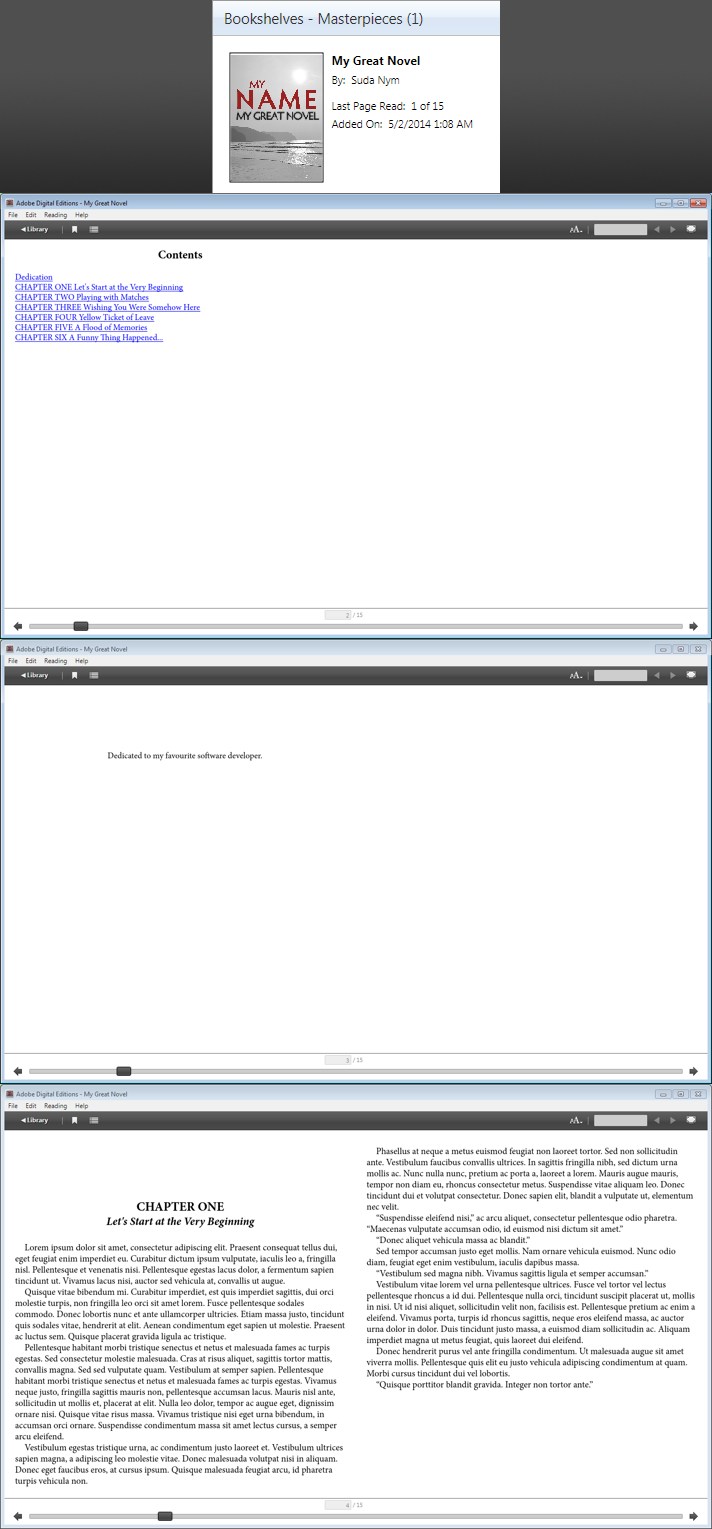 Bookshelves - Masterpieces (1)
MY
NAME
MY GREAT NOVEL
My Great Novel
By: Suda Nym
Last Page Read: 1 of 15
Added On: 5/2/2014 1:08 AM
Adobe Digital Editions - My Great Novel
File Edit Reading Help
Library
AA
Contents
Dedication
CHAPTER ONE Let's Start at the Very Beginning
CHAPTER TWO Playing with Matches
CHAPTER THREE Wishing You Were Somehow Here
CHAPTER FOUR Yellow Ticket of Leave
CHAPTER FIVE A Flood of Memories
CHAPTER SIX A Funny Thing Happened...
2 / 15
Adobe Digital Editions - My Great Novel
File Edit Reading Help
Library
AA
Dedicated to my favourite software developer.
3 / 15
Adobe Digital Editions - My Great Novel
File Edit Reading Help
Library
AA
CHAPTER ONE
Let's Start at the Very Beginning
Lorem ipsum dolor sit amet, consectetur adipiscing elit. Praesent consequat tellus dui,
eget feugiat enim imperdiet eu. Curabitur dictum ipsum vulputate, iaculis leo a, fringilla
nisl. Pellentesque et venenatis nisi. Pellentesque egestas lacus dolor, a fermentum sapien
tincidunt ut. Vivamus lacus nisi, auctor sed vehicula at, convallis ut augue.
Quisque vitae bibendum mi. Curabitur imperdiet, est quis imperdiet sagittis, dui orci
molestie turpis, non fringilla leo orci sit amet lorem. Fusce pellentesque sodales
commodo. Donec lobortis nunc et ante ullamcorper ultricies. Etiam massa justo, tincidunt
quis sodales vitae, hendrerit at elit. Aenean condimentum eget sapien ut molestie. Praesent
ac luctus sem. Quisque placerat gravida ligula ac tristique.
Pellentesque habitant morbi tristique senectus et netus et malesuada fames ac turpis
egestas. Sed consectetur molestie malesuada. Cras at risus aliquet, sagittis tortor mattis,
convallis magna. Sed sed vulputate quam. Vestibulum at semper sapien. Pellentesque
habitant morbi tristique senectus et netus et malesuada fames ac turpis egestas. Vivamus
neque justo, fringilla sagittis mauris non, pellentesque accumsan lacus. Mauris nisl ante,
sollicitudin ut mollis et, placerat at elit. Nulla leo dolor, tempor ac augue eget, dignissim
ornare nisi. Quisque vitae risus massa. Vivamus tristique nisi eget urna bibendum, in
accumsan orci ornare. Suspendisse condimentum massa sit amet lectus cursus, a semper
arcu eleifend.
Vestibulum egestas tristique urna, ac condimentum justo laoreet et. Vestibulum ultrices
sapien magna, a adipiscing leo molestie vitae. Donec malesuada volutpat nisi in aliquam.
Donec eget faucibus eros, at cursus ipsum. Quisque malesuada feugiat arcu, id pharetra
turpis vehicula non.
Phasellus at neque a metus euismod feugiat non laoreet tortor. Sed non sollicitudin
ante. Vestibulum faucibus convallis ultrices. In sagittis fringilla nibh, sed dictum urna
mollis ac. Nunc nulla nunc, pretium ac porta a, laoreet a lorem. Mauris augue mauris,
tempor non diam eu, rhoncus consectetur metus. Suspendisse vitae aliquam leo. Donec
tincidunt dui et volutpat consectetur. Donec sapien elit, blandit a vulputate ut, elementum
nec velit.
“Suspendisse eleifend nisi,” ac arcu aliquet, consectetur pellentesque odio pharetra.
“Maecenas vulputate accumsan odio, id euismod nisi dictum sit amet.”
“Donec aliquet vehicula massa ac blandit.”
Sed tempor accumsan justo eget mollis. Nam ornare vehicula euismod. Nunc odio
diam, feugiat eget enim vestibulum, iaculis dapibus massa.
“Vestibulum sed magna nibh. Vivamus sagittis ligula et semper accumsan.”
Vestibulum vitae lorem vel urna pellentesque ultrices. Fusce vel tortor vel lectus
pellentesque rhoncus a id dui. Pellentesque nulla orci, tincidunt suscipit placerat ut, mollis
in nisi. Ut id nisi aliquet, sollicitudin velit non, facilisis est. Pellentesque pretium ac enim a
eleifend. Vivamus porta, turpis id rhoncus sagittis, neque eros eleifend massa, ac auctor
urna dolor in dolor. Duis tincidunt justo massa, a euismod diam sollicitudin ac. Aliquam
imperdiet magna ut metus feugiat, quis laoreet dui eleifend.
Donec hendrerit purus vel ante fringilla condimentum. Ut malesuada augue sit amet
viverra mollis. Pellentesque quis elit eu justo vehicula adipiscing condimentum at quam.
Morbi cursus tincidunt dui vel lobortis.
“Quisque porttitor blandit gravida. Integer non tortor ante.”
4 / 15